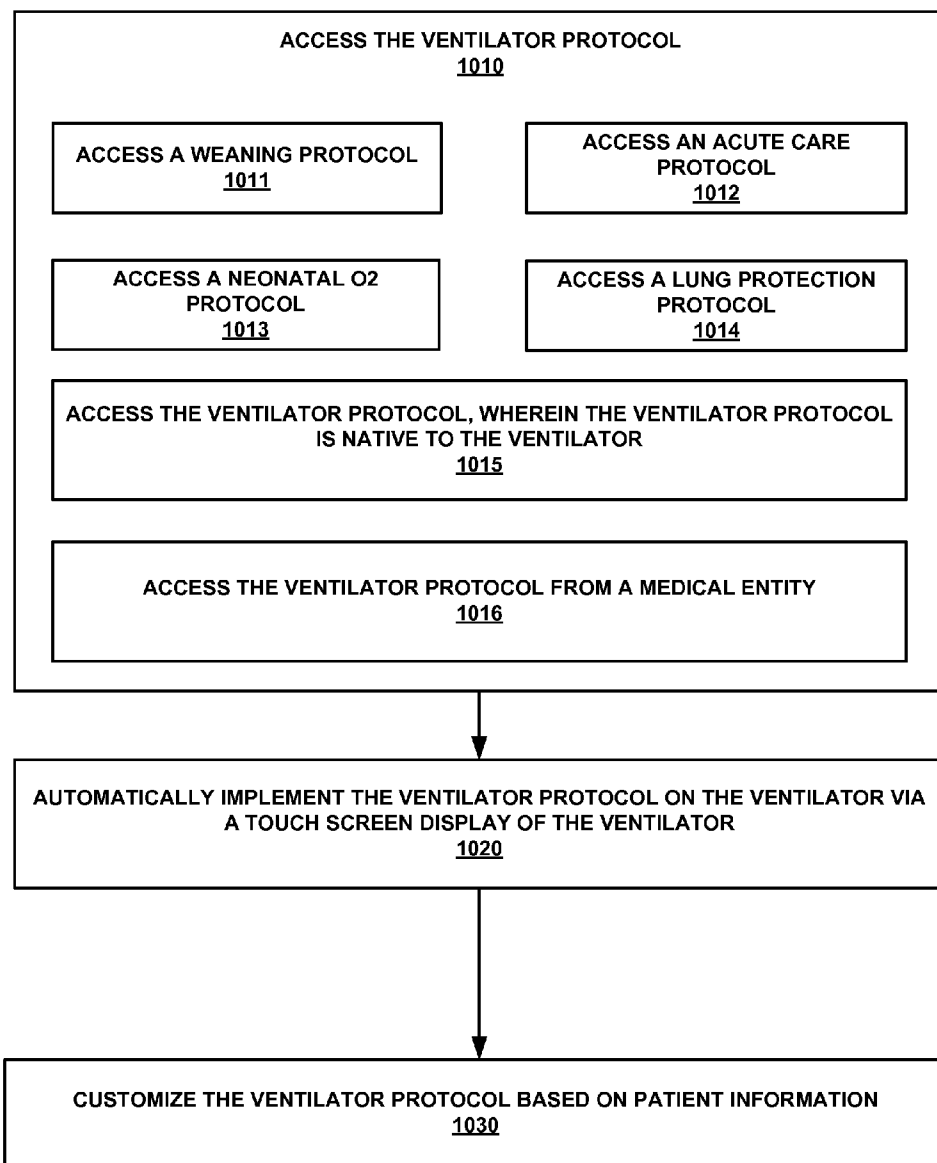 ACCESS THE VENTILATOR PROTOCOL
1010
ACCESS A WEANING PROTOCOL
1011
ACCESS AN ACUTE CARE
PROTOCOL
1012
ACCESS A NEONATAL O2
PROTOCOL
1013
ACCESS A LUNG PROTECTION
PROTOCOL
1014
ACCESS THE VENTILATOR PROTOCOL, WHEREIN THE VENTILATOR PROTOCOL
IS NATIVE TO THE VENTILATOR
1015
ACCESS THE VENTILATOR PROTOCOL FROM A MEDICAL ENTITY
1016
AUTOMATICALLY IMPLEMENT THE VENTILATOR PROTOCOL ON THE VENTILATOR VIA
A TOUCH SCREEN DISPLAY OF THE VENTILATOR
1020
CUSTOMIZE THE VENTILATOR PROTOCOL BASED ON PATIENT INFORMATION
1030